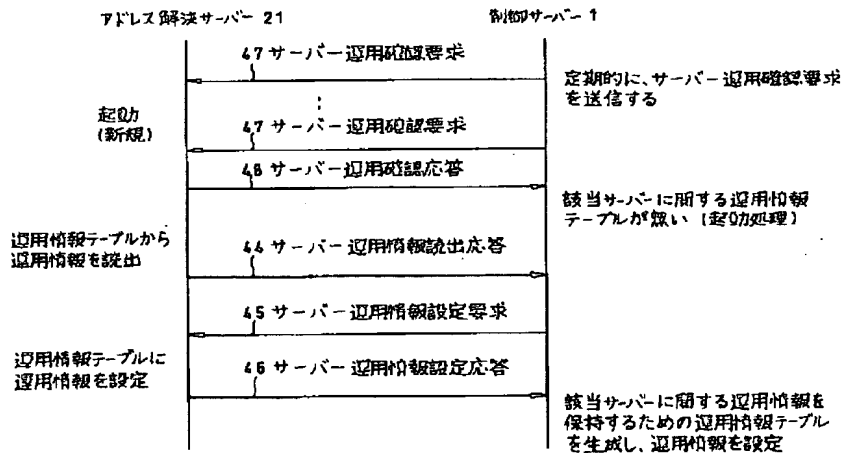 アドレス解決サーバー 21
制御サーバー 1
47 サーバー運用確認要求
定期的に、サーバー運用確認要求
を送信する
起動
(新規)
47 サーバー運用確認要求
48 サーバー運用確認応答
該当サーバーに関する運用情報
テーブルが無い (起動処理)
運用情報テーブルから
運用情報を読出
44 サーバー運用情報読出応答
45 サーバー運用情報設定要求
運用情報テーブルに
運用情報を設定
46 サーバー運用情報設定応答
該当サーバーに関する運用情報を
保持するための運用情報テーブル
を生成し、運用情報を設定